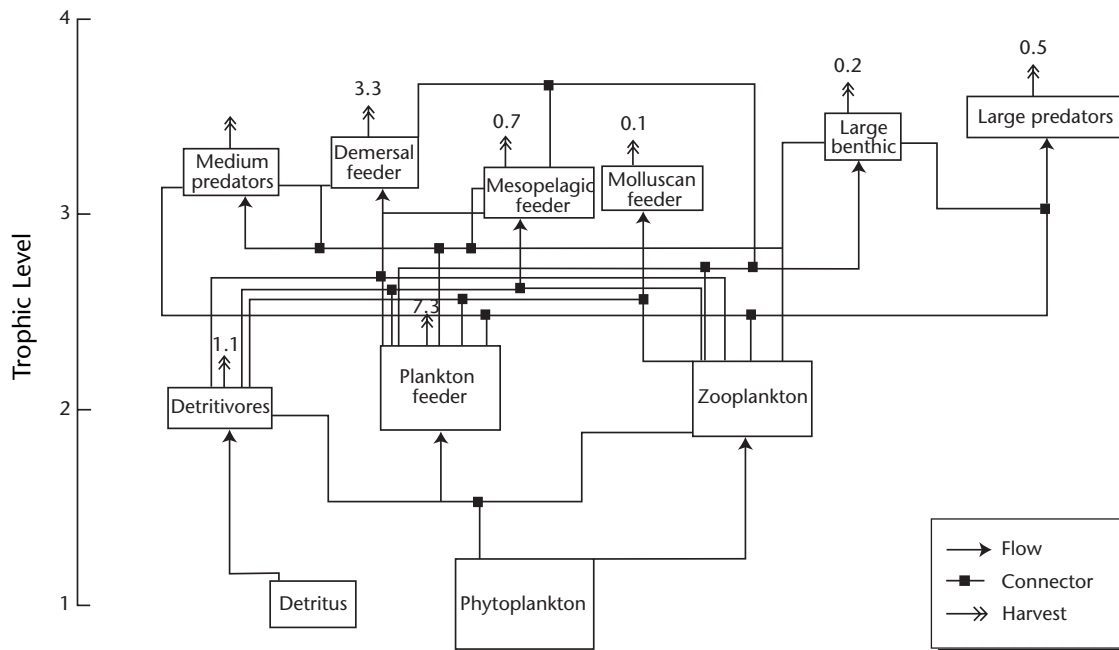 4
0.5
0.2
3.3
Large predators
0.7
0.1
Large
benthic
Medium
predators
Demersal
feeder
Mesopelagic
feeder
Molluscan
feeder
3
Trophic Level
7.3
1.1
Plankton
feeder
Zooplankton
Detritivores
2
Flow
Connector
Harvest
1
Detritus
Phytoplankton